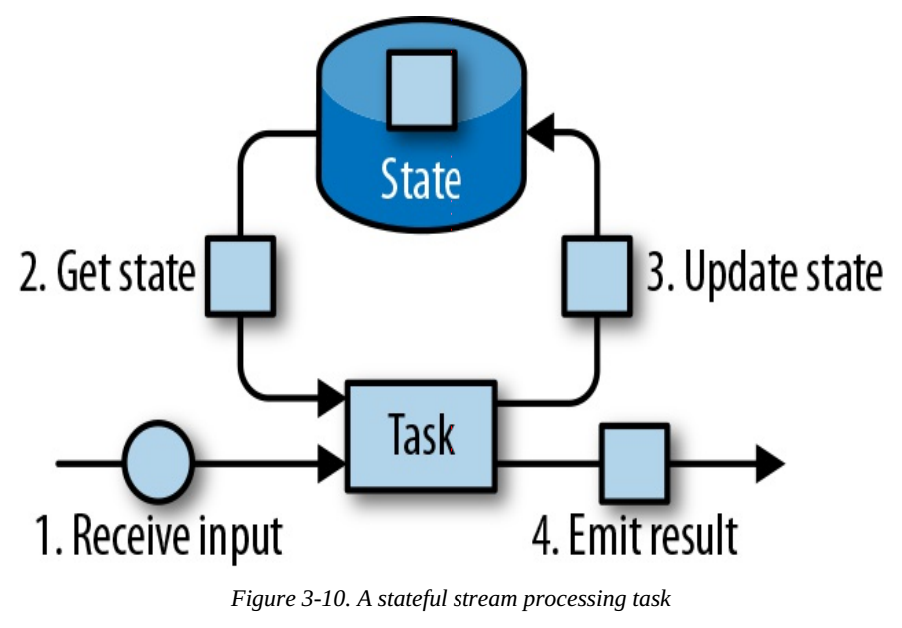 State
2. Get state
3. Update state
Task
1. Receive input
4. Emit result
Figure 3-10. A stateful stream processing task